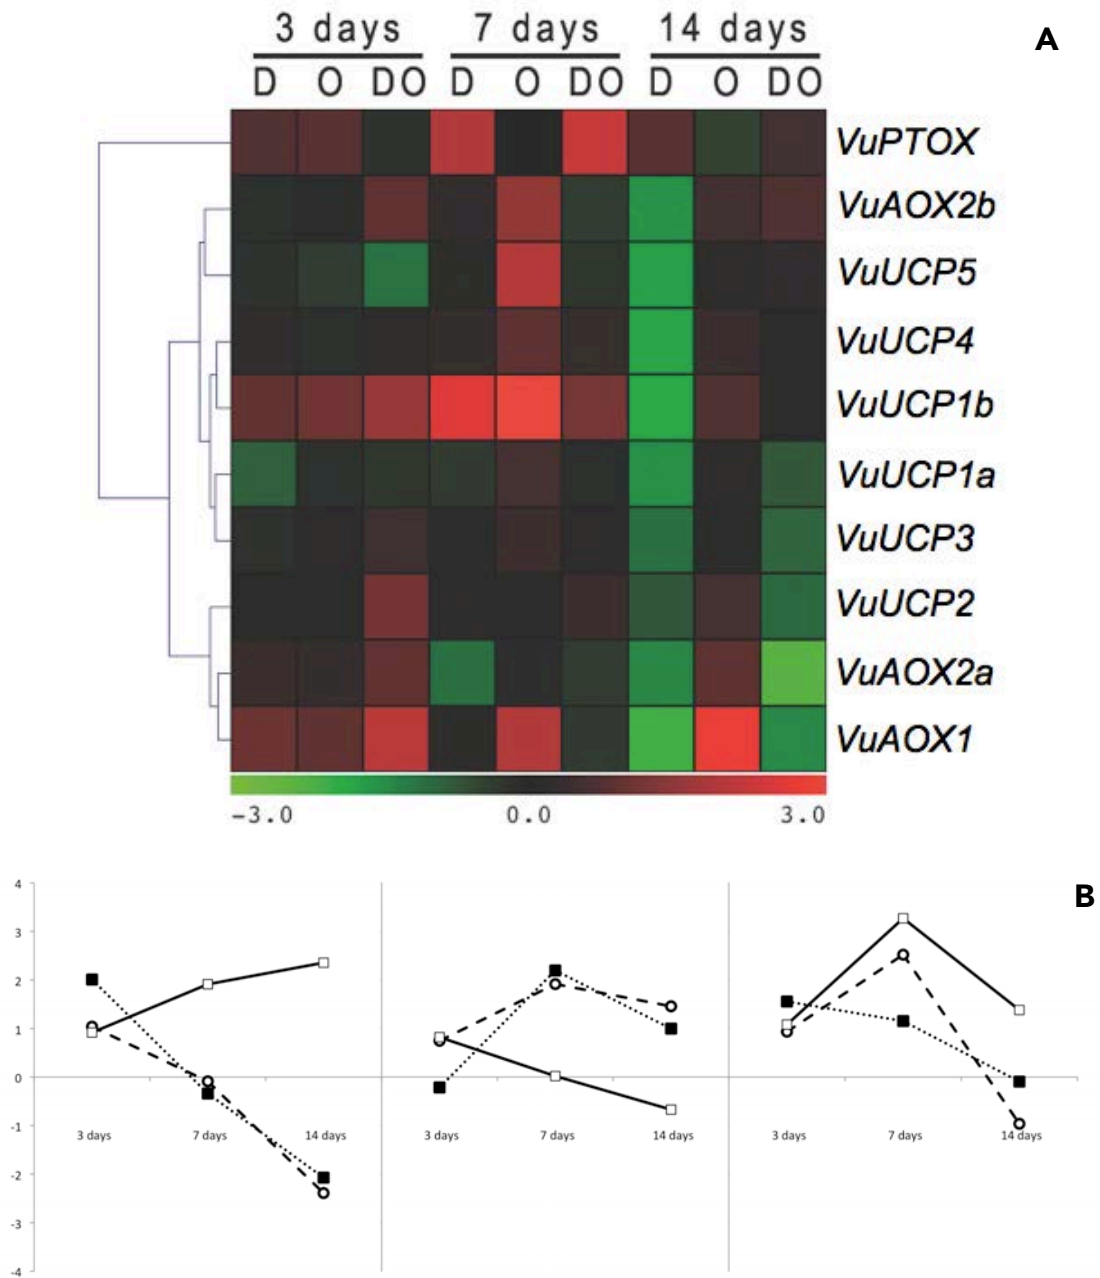 3 days 7 days 14 days A
D O DO D O DO D O DO
VuPTOX
VuAOX2b
VuUCP5
VuUCP4
VuUCP1b
VuUCP1a
VuUCP3
VuUCP2
VuAOX2a
VuAOX1
-3.0 0.0 3.0
B
4
3
2
1
0
-1
3 days 7 days 14 days 3 days 7 days 14 days 3 days 7 days 14 days
-2
-3
-4